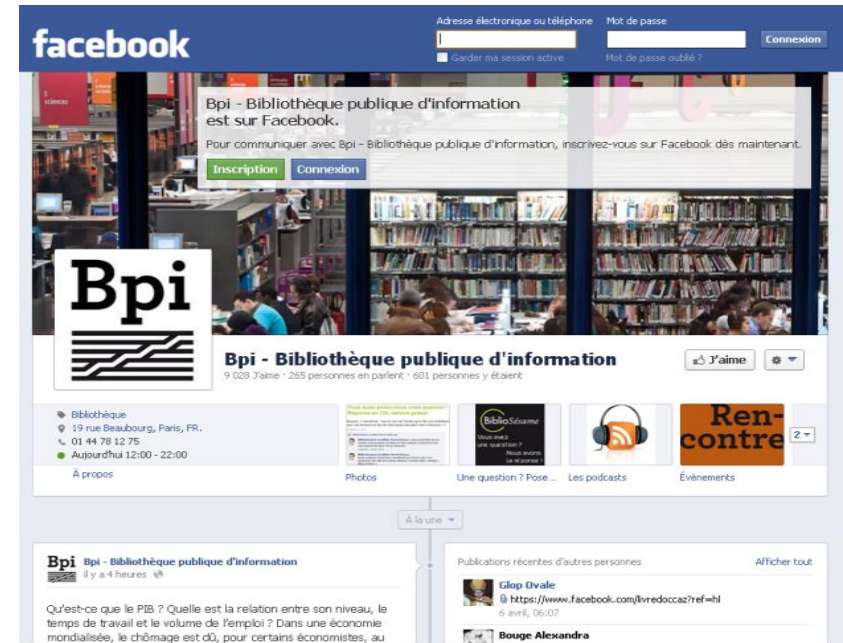 Adresse électronique ou téléphone
Mot de passe
facebook
Connexion
Garder ma session active
Mot de passe oublié ?
sciences
Bpi - Bibliothèque publique d'information
est sur Facebook.
Pour communiquer avec Bpi - Bibliothèque publique d'information, inscrivez-vous sur Facebook dès maintenant.
Inscription
Connexion
Bpi
Bpi - Bibliothèque publique d'information
9 028 J'aime · 265 personnes en parlent · 601 personnes y étaient
J'aime
Bibliothèque
19 rue Beaubourg, Paris, FR.
01 44 78 12 75
Aujourd'hui 12:00 - 22:00
À propos
BiblioSésame
Vous avez
une question ?
Nous avons
la réponse !
Ren-
contre
2
Photos
Une question ? Pose...
Les podcasts
Évènements
À la une
Bpi
Bpi - Bibliothèque publique d'information
il y a 4 heures
Qu'est-ce que le PIB ? Quelle est la relation entre son niveau, le
temps de travail et le volume de l'emploi ? Dans une économie
mondialisée, le chômage est dû, pour certains économistes, au
Publications récentes d'autres personnes
Afficher tout
Glop Ovale
https://www.facebook.com/livredoccaz?ref=hl
6 avril, 06:07
Bouge Alexandra